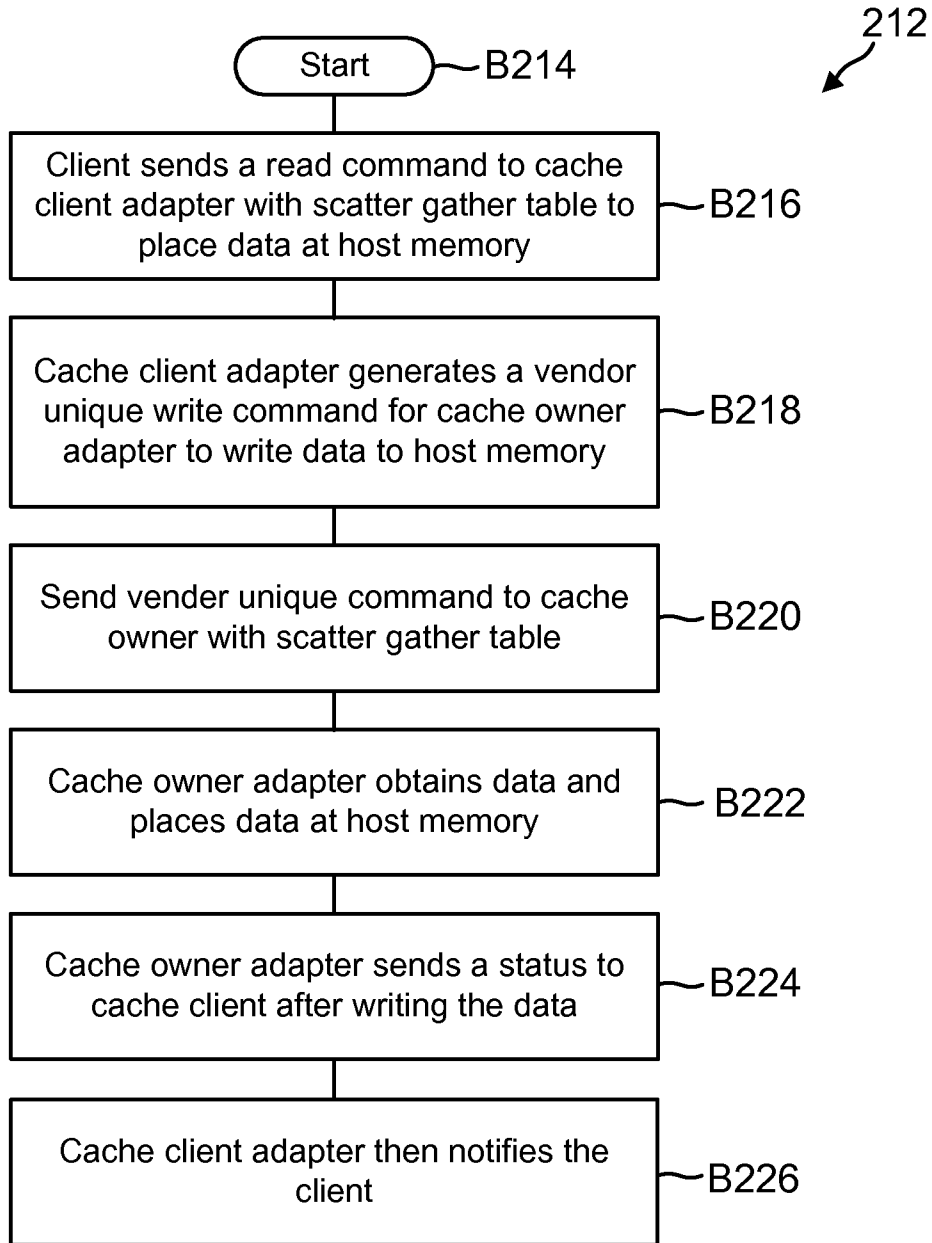 212
Start
B214
Client sends a read command to cache
client adapter with scatter gather table to
place data at host memory
B216
Cache client adapter generates a vendor
unique write command for cache owner
adapter to write data to host memory
B218
Send vender unique command to cache
owner with scatter gather table
B220
Cache owner adapter obtains data and
places data at host memory
B222
Cache owner adapter sends a status to
cache client after writing the data
B224
Cache client adapter then notifies the
client
B226